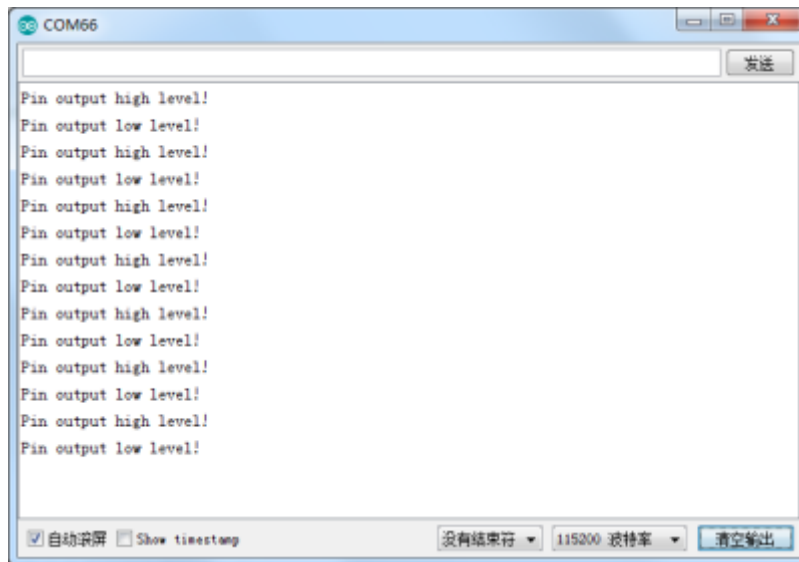 COM66
发送
Pin output high level!
Pin output low level!
Pin output high level!
Pin output low level!
Pin output high level!
Pin output low level!
Pin output high level!
Pin output low level!
Pin output high level!
Pin output low level!
Pin output high level!
Pin output low level!
Pin output high level!
Pin output low level!
自动滚屏 Show timestamp 没有结束符 115200 波特率 清空输出